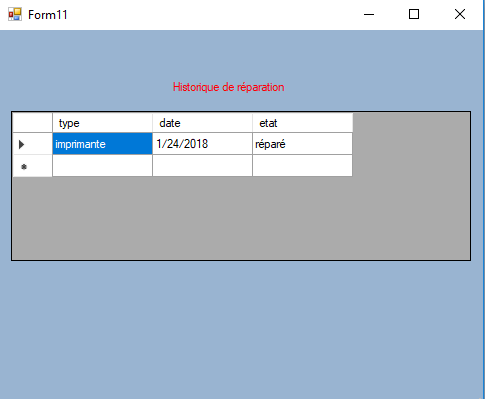 Form11
Historique de réparation
type date etat
imprimante 1/24/2018 réparé